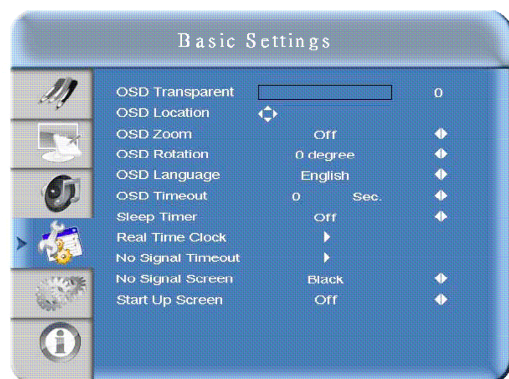 Basic Settings
OSD Transparent 0
OSD Location
OSD Zoom Off
OSD Rotation 0 degree
OSD Language English
OSD Timeout 0 Sec.
Sleep Timer Off
Real Time Clock
No Signal Timeout
No Signal Screen Black
Start Up Screen Off